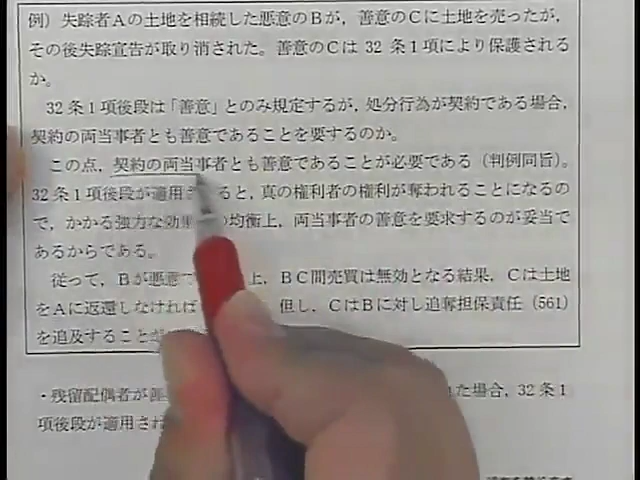 例）失踪者Aの土地を相続した悪意のBが，善意のCに土地を売ったが，
その後失踪宣告が取り消された。善意のCは 32 条1項により保護される
か。
32 条1項後段は「善意」とのみ規定するが，処分行為が契約である場合，
契約の両当事者とも善意であることを要するのか。
この点，契約の両当事者とも善意であることが必要である（判例同旨）。
32 条1項後段が適用さ ると，真の権利者の権利が奪われることになるの
で，かかる強力な効果 の均衡上，両当事者の善意を要求するのが妥当で
あるからである。
従って，Bが悪意 上，BC間売買は無効となる結果，Cは土地
をAに返還しなければ 但し，CはBに対し追奪担保責任（561）
を追及すること
・残留配偶者が善 た場合，32 条1
項後段が適用され